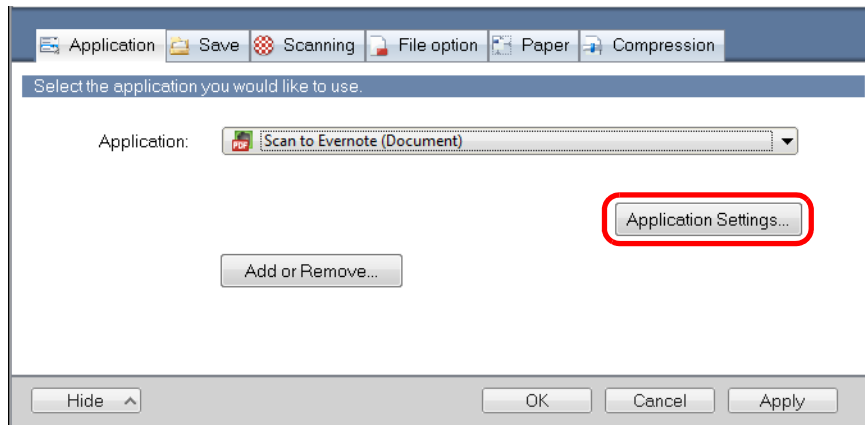 Application Save Scanning File option Paper Compression
Select the application you would like to use.
Application: PDF Scan to Evernote (Document)
Application Settings...
Add or Remove...
Hide OK Cancel Apply